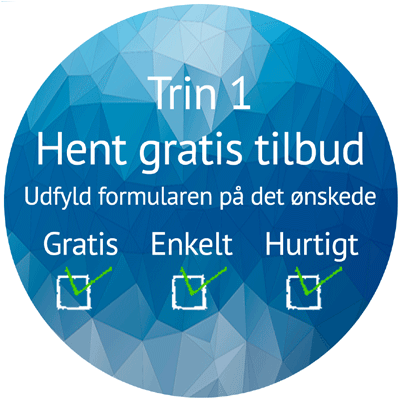 Trin 1
Hent gratis tilbud
Udfyld formularen på det ønskede
Gratis Enkelt Hurtigt